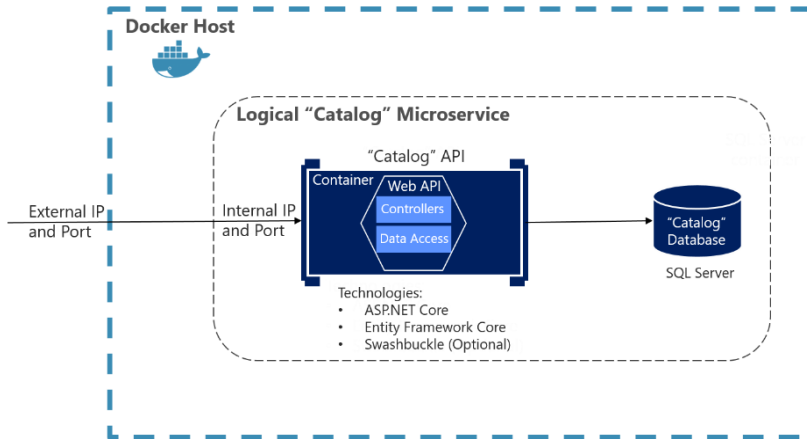 Docker Host
Logical “Catalog” Microservice
“Catalog” API
Container
Web API
Controllers
Data Access
External IP
and Port
Internal IP
and Port
“Catalog”
Database
SQL Server
Technologies:
• ASP.NET Core
• Entity Framework Core
• Swashbuckle (Optional)